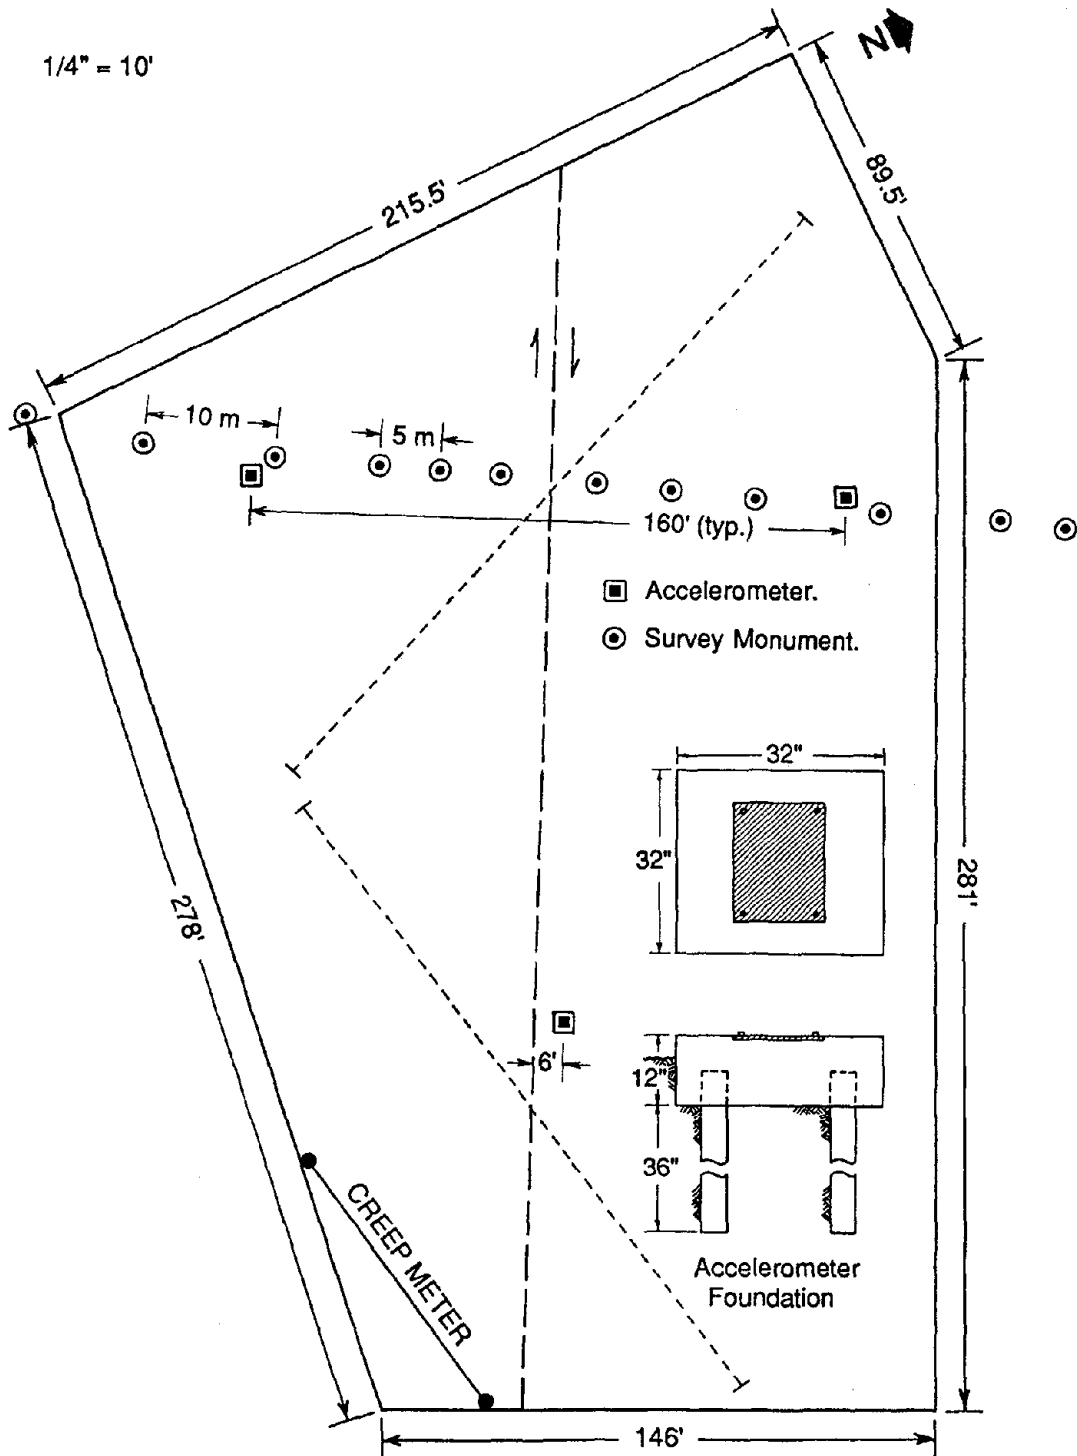 1/4" = 10'
N
215.5'
89.5'
10 m
5 m
160' (typ.)
Accelerometer.
Survey Monument.
32"
32"
281'
278'
6'
12"
36"
CREEP METER
Accelerometer
Foundation
146'